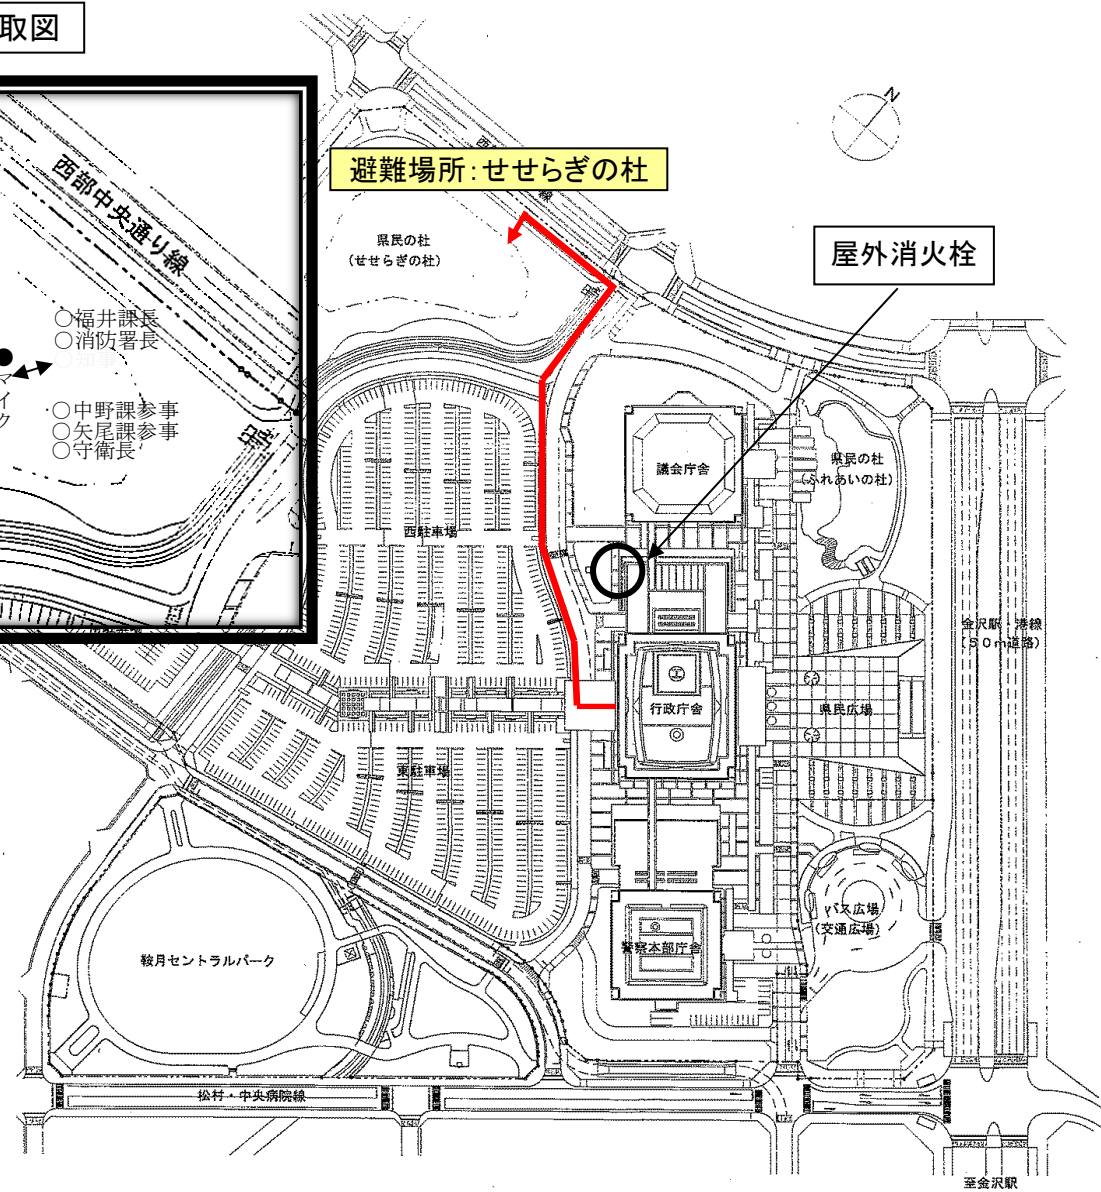 取図
N
避難場所：せせらぎの杜
屋外消火栓
西部中央通り線
○福井課長
○消防署長
○知事
イ
ク
○中野課参事
○矢尾課参事
○守衛長
線
県民の杜
（せせらぎの杜）
議会庁舎
県民の杜
（ふれあいの杜）
西駐車場
金沢駅・港線
（５０ｍ道路）
行政庁舎
県民広場
東駐車場
バス広場
（交通広場）
警察本部庁舎
鞍月セントラルパーク
松村・中央病院線
至金沢駅